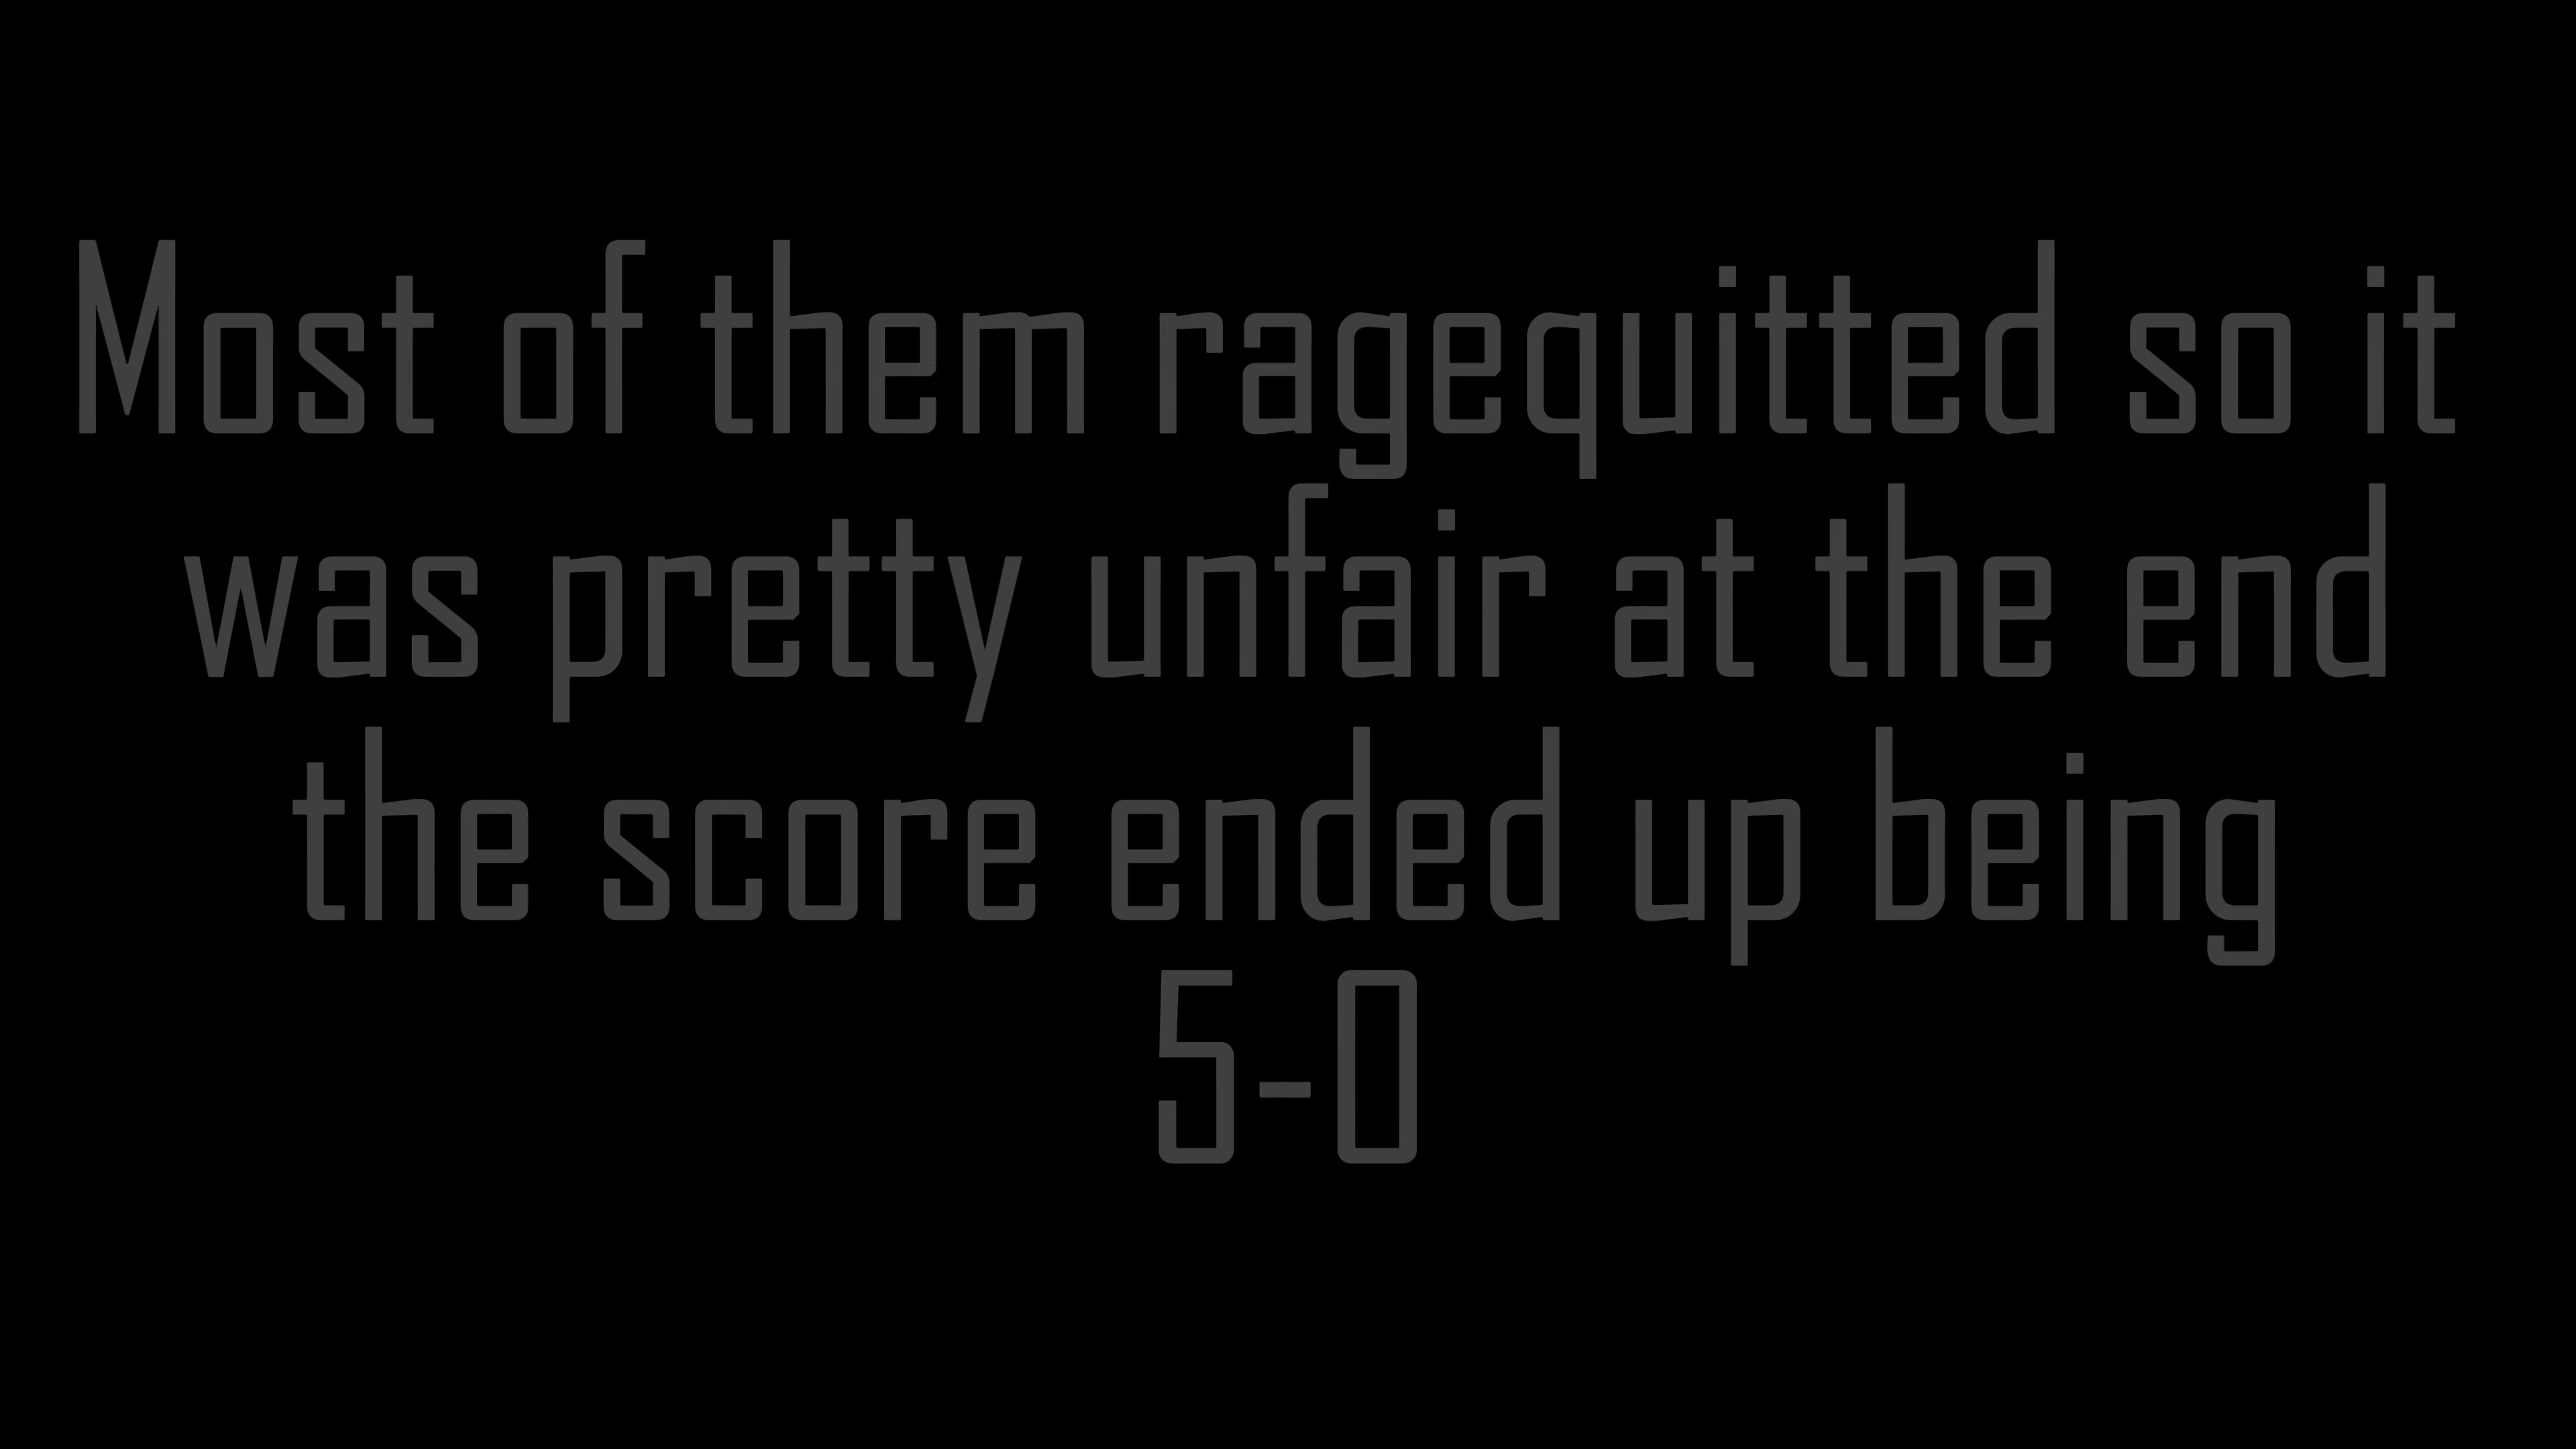 Most of them ragequitted so it
was pretty unfair at the end
the score ended up being
5-0